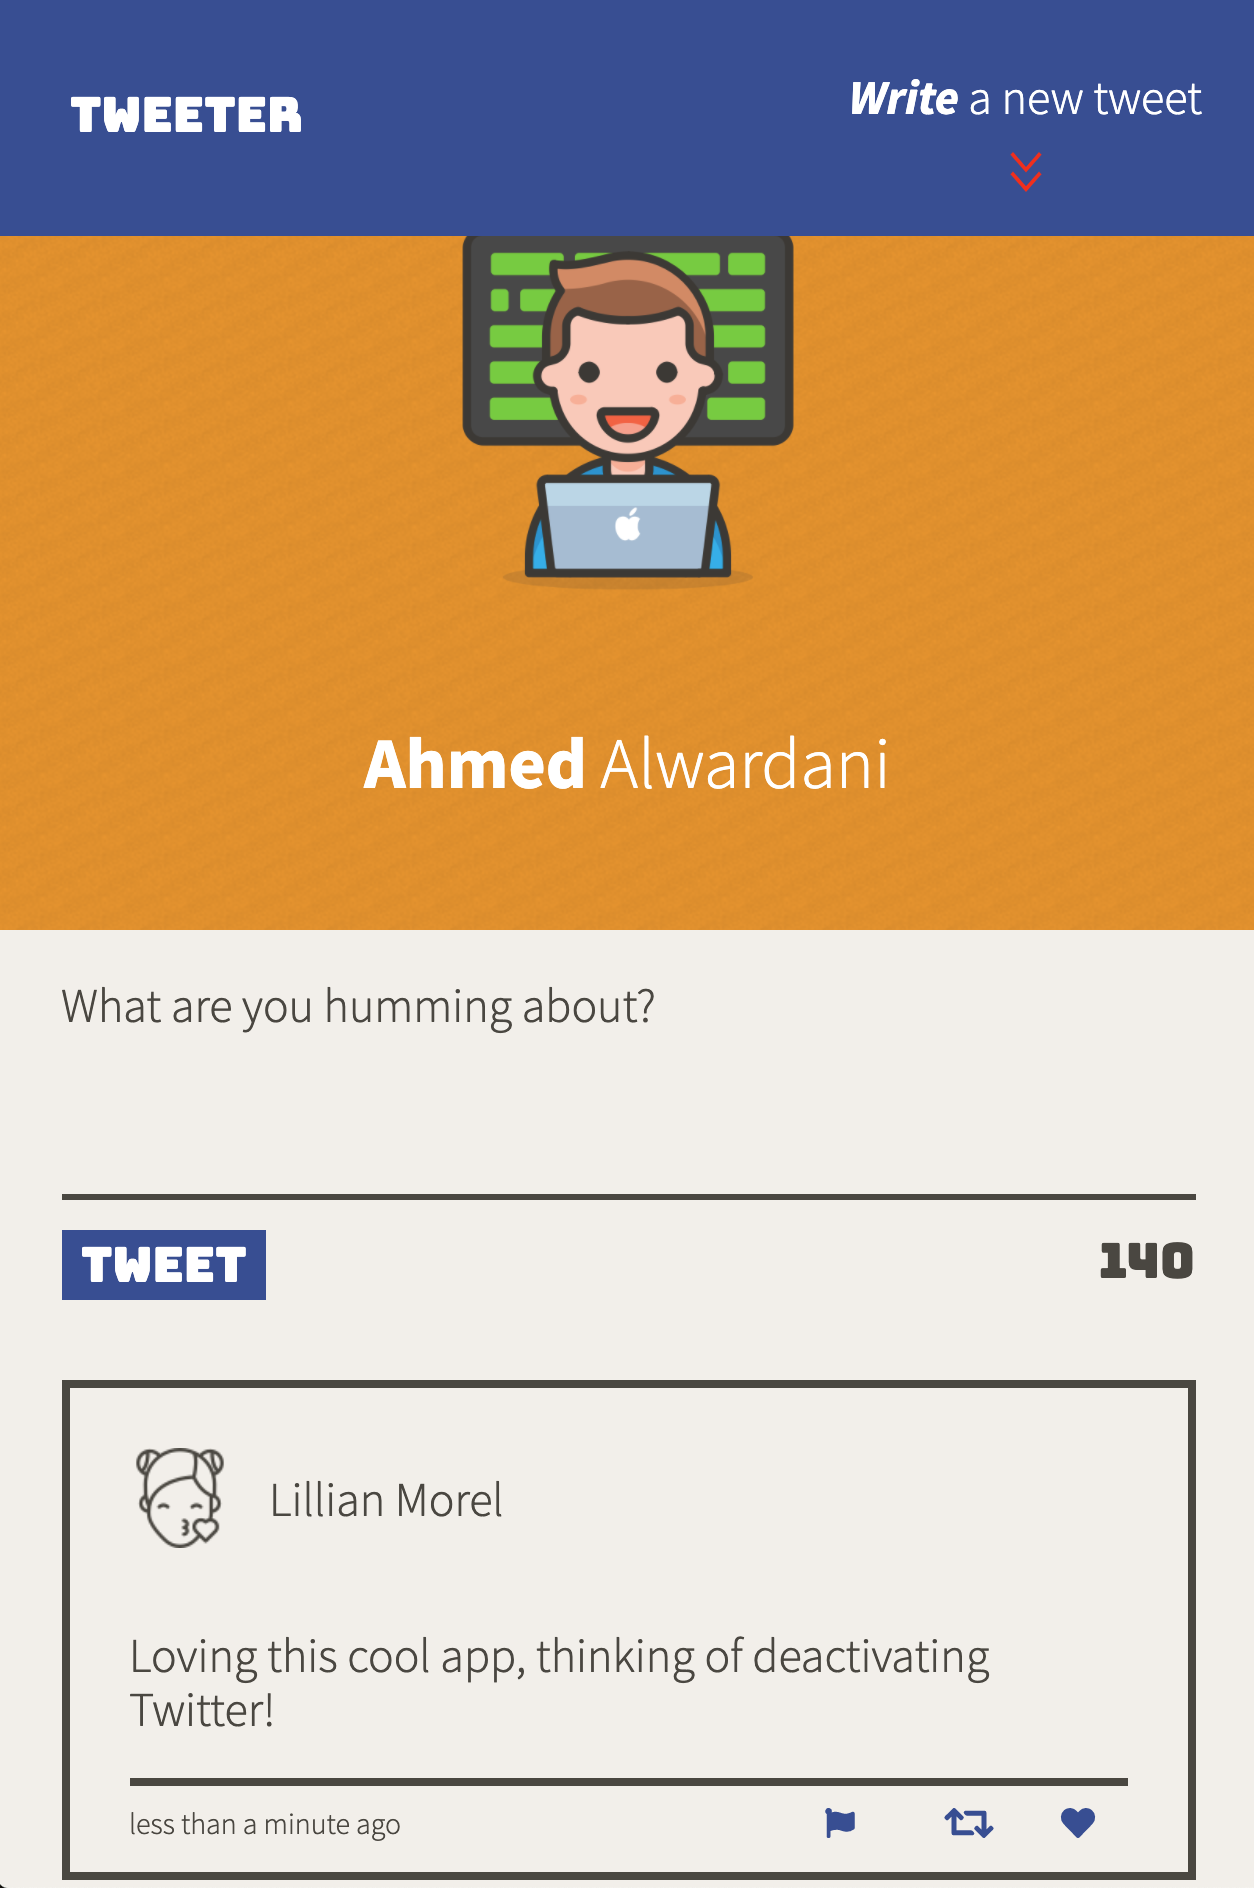 TWEETER
Write a new tweet
Ahmed Alwardani
What are you humming about?
TWEET
140
Lillian Morel
Loving this cool app, thinking of deactivating
Twitter!
less than a minute ago